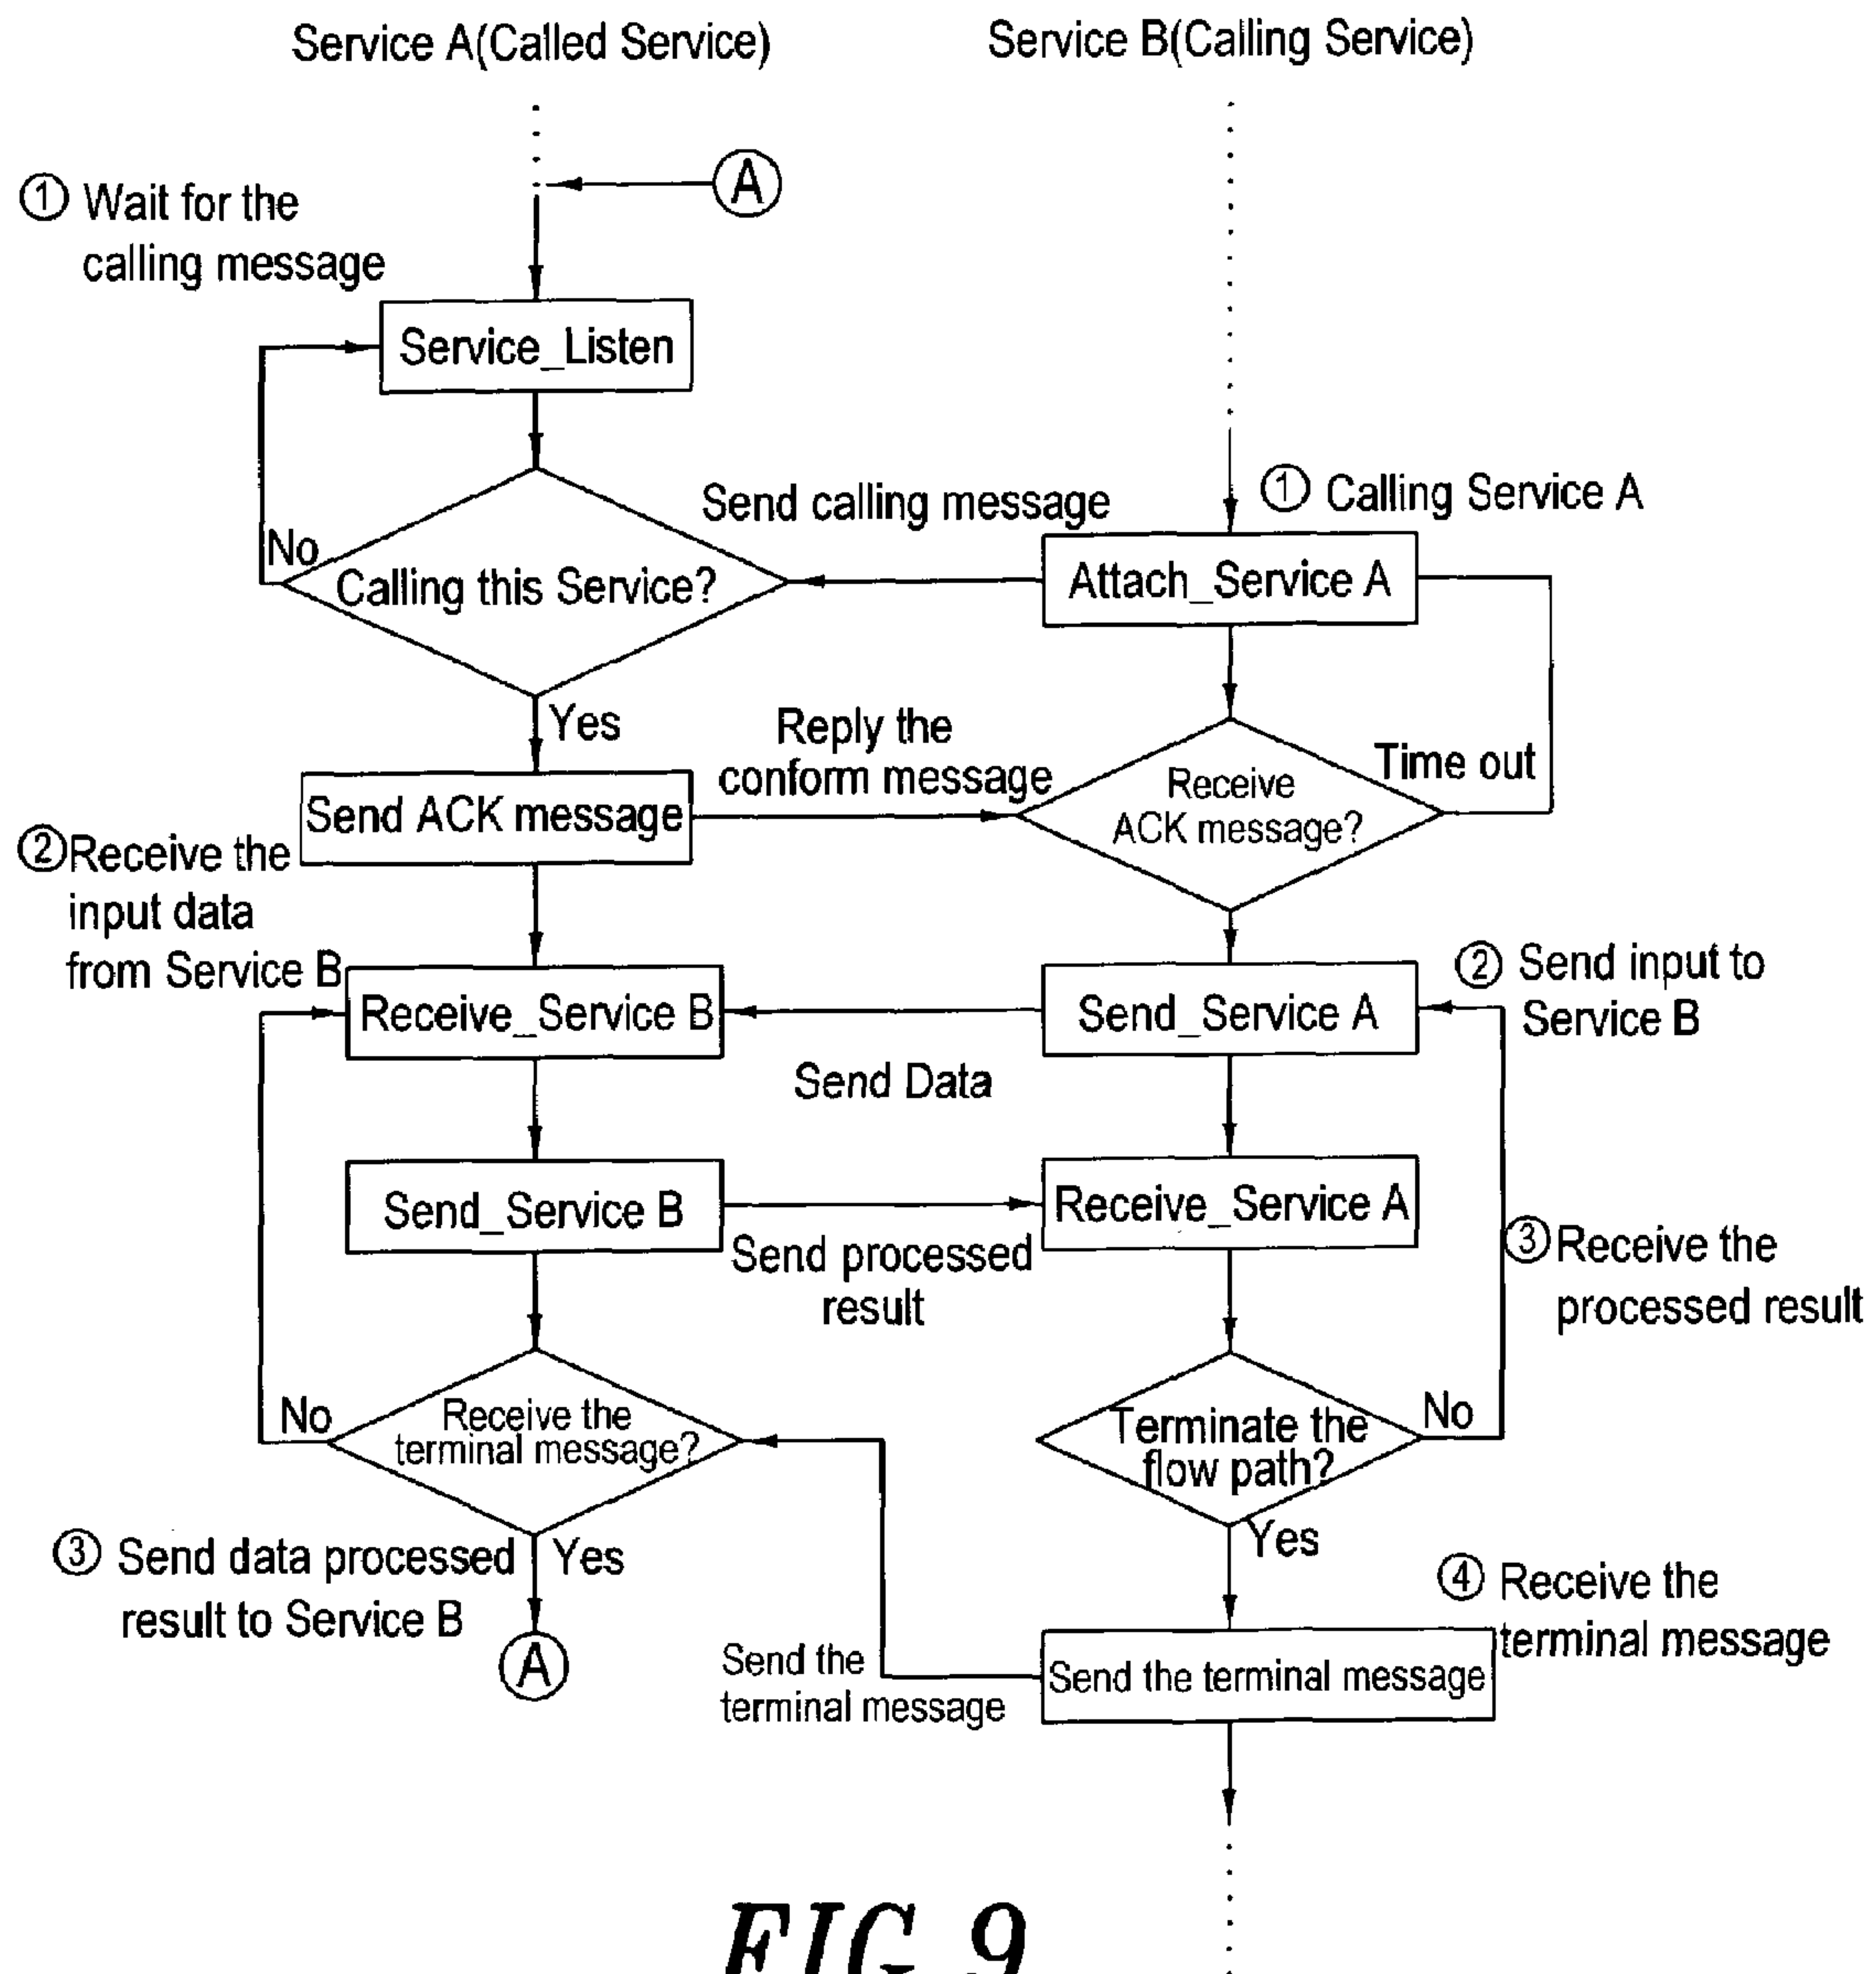 Service A(Called Service)
Service B(Calling Service)
A
① Wait for the
calling message
Service_Listen
Send calling message
① Calling Service A
No
Calling this Service?
Attach_Service A
Yes
Reply the
conform message
Time out
Receive
ACK message?
Send ACK message
②Receive the
input data
from Service B
② Send input to
Service B
Receive_Service B
Send_Service A
Send Data
Send_Service B
Receive_Service A
Send processed
result
③Receive the
processed result
No
Receive the
terminal message?
Terminate the
flow path?
No
③ Send data processed
result to Service B
Yes
Yes
④ Receive the
terminal message
A
Send the
terminal message
Send the terminal message
FIG.9